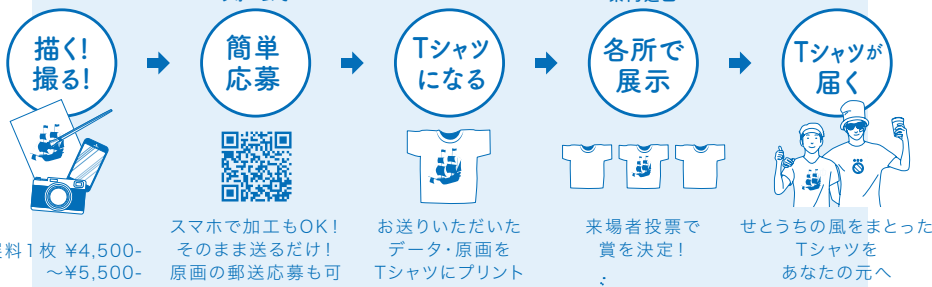 描く!
撮る!
簡単
応募
Tシャツ
になる
各所で
展示
Tシャツが
届く
料1枚 ¥4,500-
～¥5,500-
スマホで加工もOK!
そのまま送るだけ!
原画の郵送応募も可
お送りいただいた
データ・原画を
Tシャツにプリント
来場者投票で
賞を決定!
せとうちの風をまとった
Tシャツを
あなたの元へ